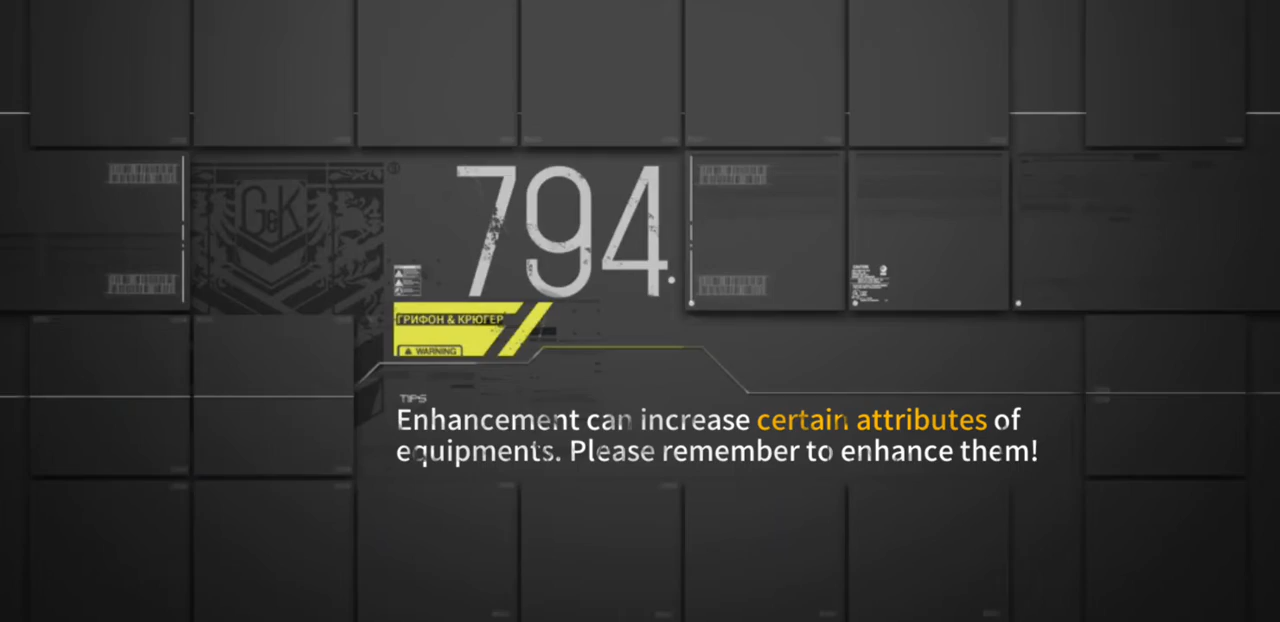 G&K
794.
ГРИФОН & КРЮГЕР
WARNING
TIPS
Enhancement can increase certain attributes of
equipments. Please remember to enhance them!